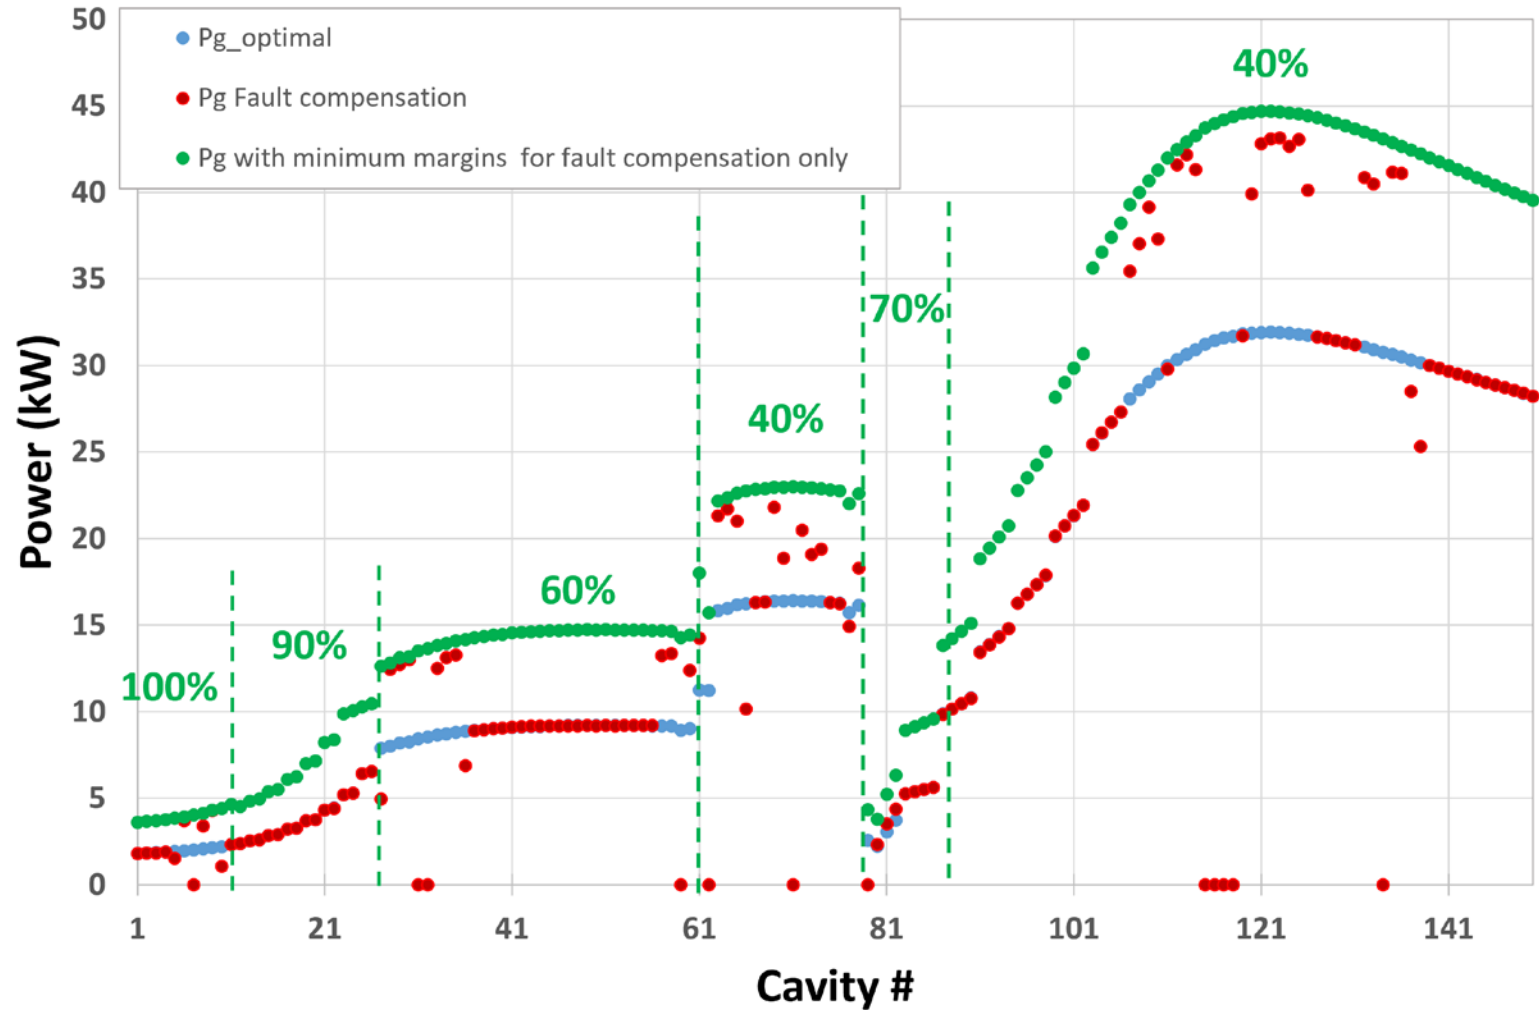 50
Pg_optimal
Pg Fault compensation
Pg with minimum margins for fault compensation only
45
40
35
30
25
20
15
10
5
0
Power (kW)
100%
90%
60%
40%
70%
40%
1 21 41 61 81 101 121 141
Cavity #